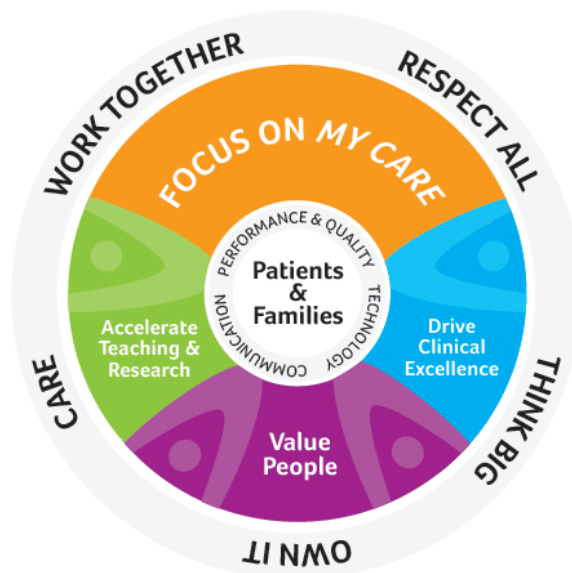 WORK TOGETHER
RESPECT ALL
THINK BIG
OWN IT
CARE
FOCUS ON MY CARE
PERFORMANCE & QUALITY
TECHNOLOGY
COMMUNICATION
Patients
&
Families
Accelerate
Teaching &
Research
Drive
Clinical
Excellence
Value
People